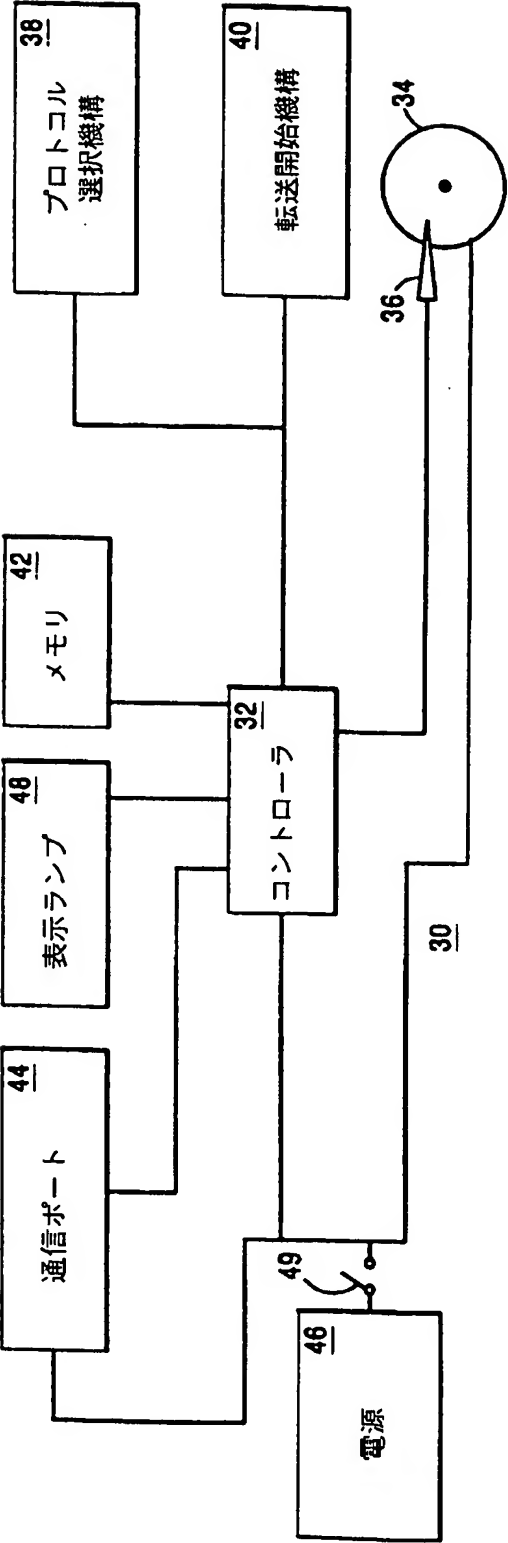 通信ポート
44
表示ランプ
48
メモリ
42
プロトコル
選択機構
38
転送開始機構
40
コントローラ
32
34
36
30
49
電源
46